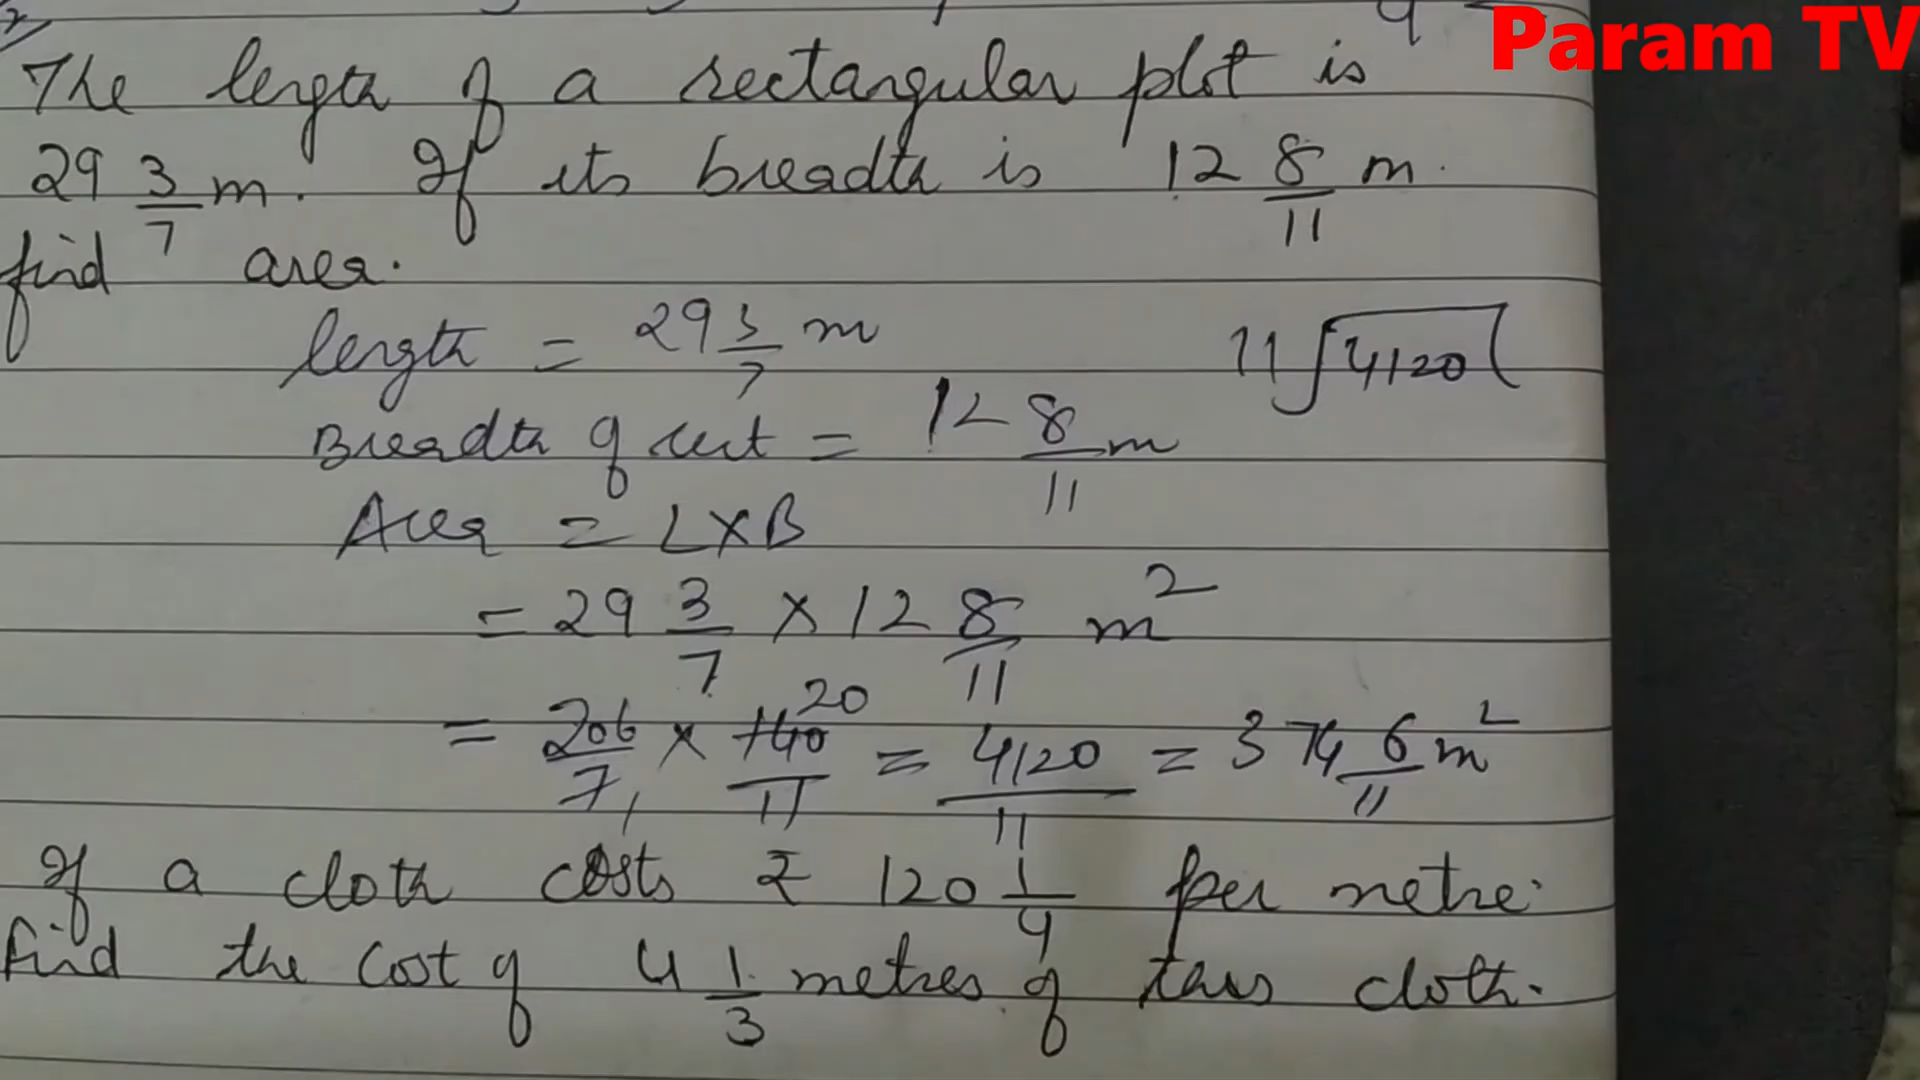 Param TV
The length of a rectangular plot is
29 3/7 m. If its breadth is 12 8/11 m.
find area.
length = 29 3/7 m
11 √4120(
Breadth of rect = 12 8/11 m
Area = L×B
= 29 3/7 × 12 8/11 m²
= 206/7 × 140/11 = 4120/11 = 374 6/11 m²
20
1
If a cloth costs ₹ 120 1/4 per metre.
Find the cost of 4 1/3 metres of this cloth.